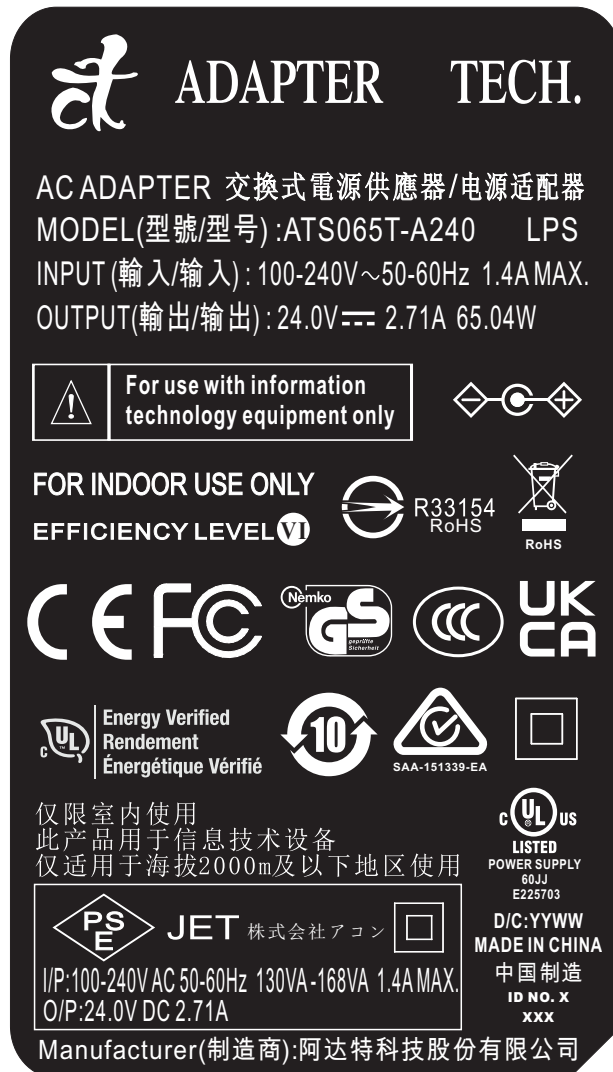 ADAPTER TECH.
AC ADAPTER 交換式電源供應器/电源适配器
MODEL(型號/型号) :ATS065T-A240 LPS
INPUT (輸入/输入) : 100-240V～50-60Hz 1.4A MAX.
OUTPUT(輸出/输出) : 24.0V⎓ 2.71A 65.04W
For use with information
technology equipment only
FOR INDOOR USE ONLY
EFFICIENCY LEVEL VI
R33154
RoHS
RoHS
CE FC
Nemko
GS
geprüfte
Sicherheit
CCC
UK
CA
c UL ™
Energy Verified
Rendement
Énergétique Vérifié
10
SAA-151339-EA
仅限室内使用
此产品用于信息技术设备
仅适用于海拔2000m及以下地区使用
c UL ® US
LISTED
POWER SUPPLY
60JJ
E225703
D/C:YYWW
MADE IN CHINA
中国制造
ID NO. X
XXX
PS
E
JET 株式会社アコン
I/P:100-240V AC 50-60Hz 130VA-168VA 1.4A MAX.
O/P:24.0V DC 2.71A
Manufacturer(制造商):阿达特科技股份有限公司